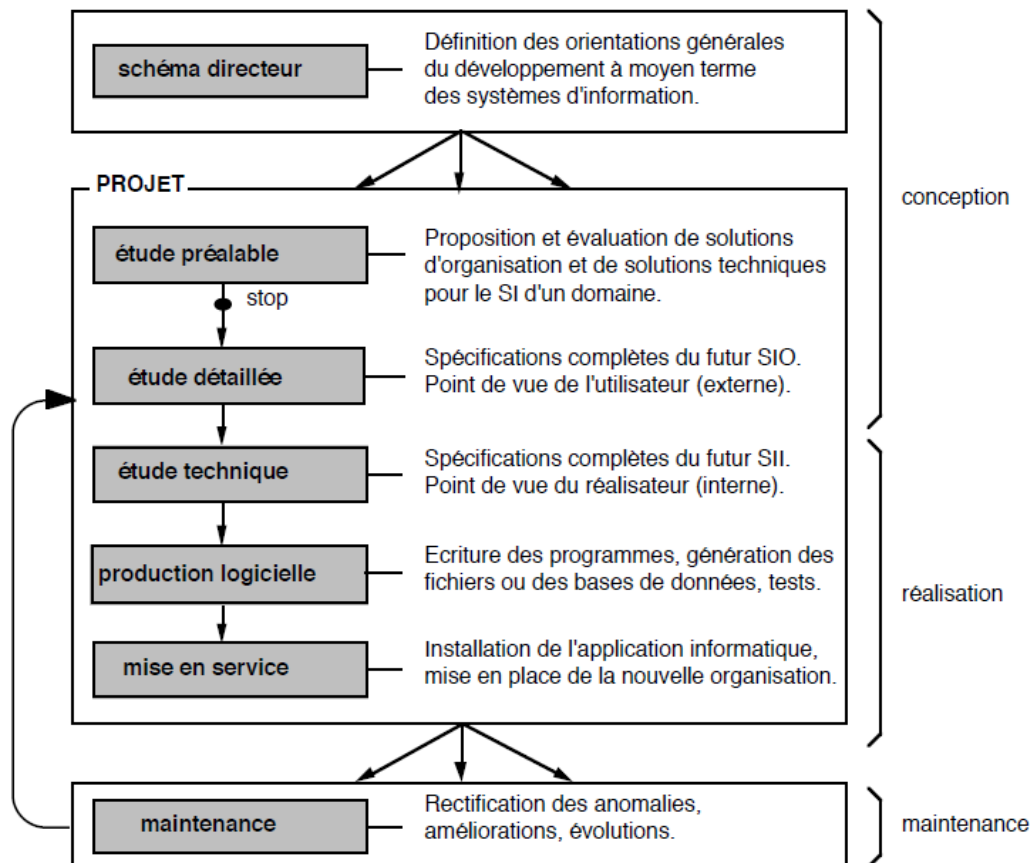 schéma directeur
Définition des orientations générales
du développement à moyen terme
des systèmes d'information.
conception
PROJET
étude préalable
Proposition et évaluation de solutions
d'organisation et de solutions techniques
pour le SI d'un domaine.
stop
étude détaillée
Spécifications complètes du futur SIO.
Point de vue de l'utilisateur (externe).
étude technique
Spécifications complètes du futur SII.
Point de vue du réalisateur (interne).
production logicielle
Ecriture des programmes, génération des
fichiers ou des bases de données, tests.
réalisation
mise en service
Installation de l'application informatique,
mise en place de la nouvelle organisation.
maintenance
Rectification des anomalies,
améliorations, évolutions.
maintenance